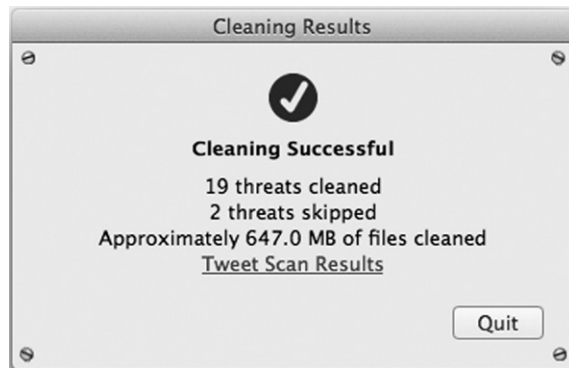 Cleaning Results
Cleaning Successful
19 threats cleaned
2 threats skipped
Approximately 647.0 MB of files cleaned
Tweet Scan Results
Quit